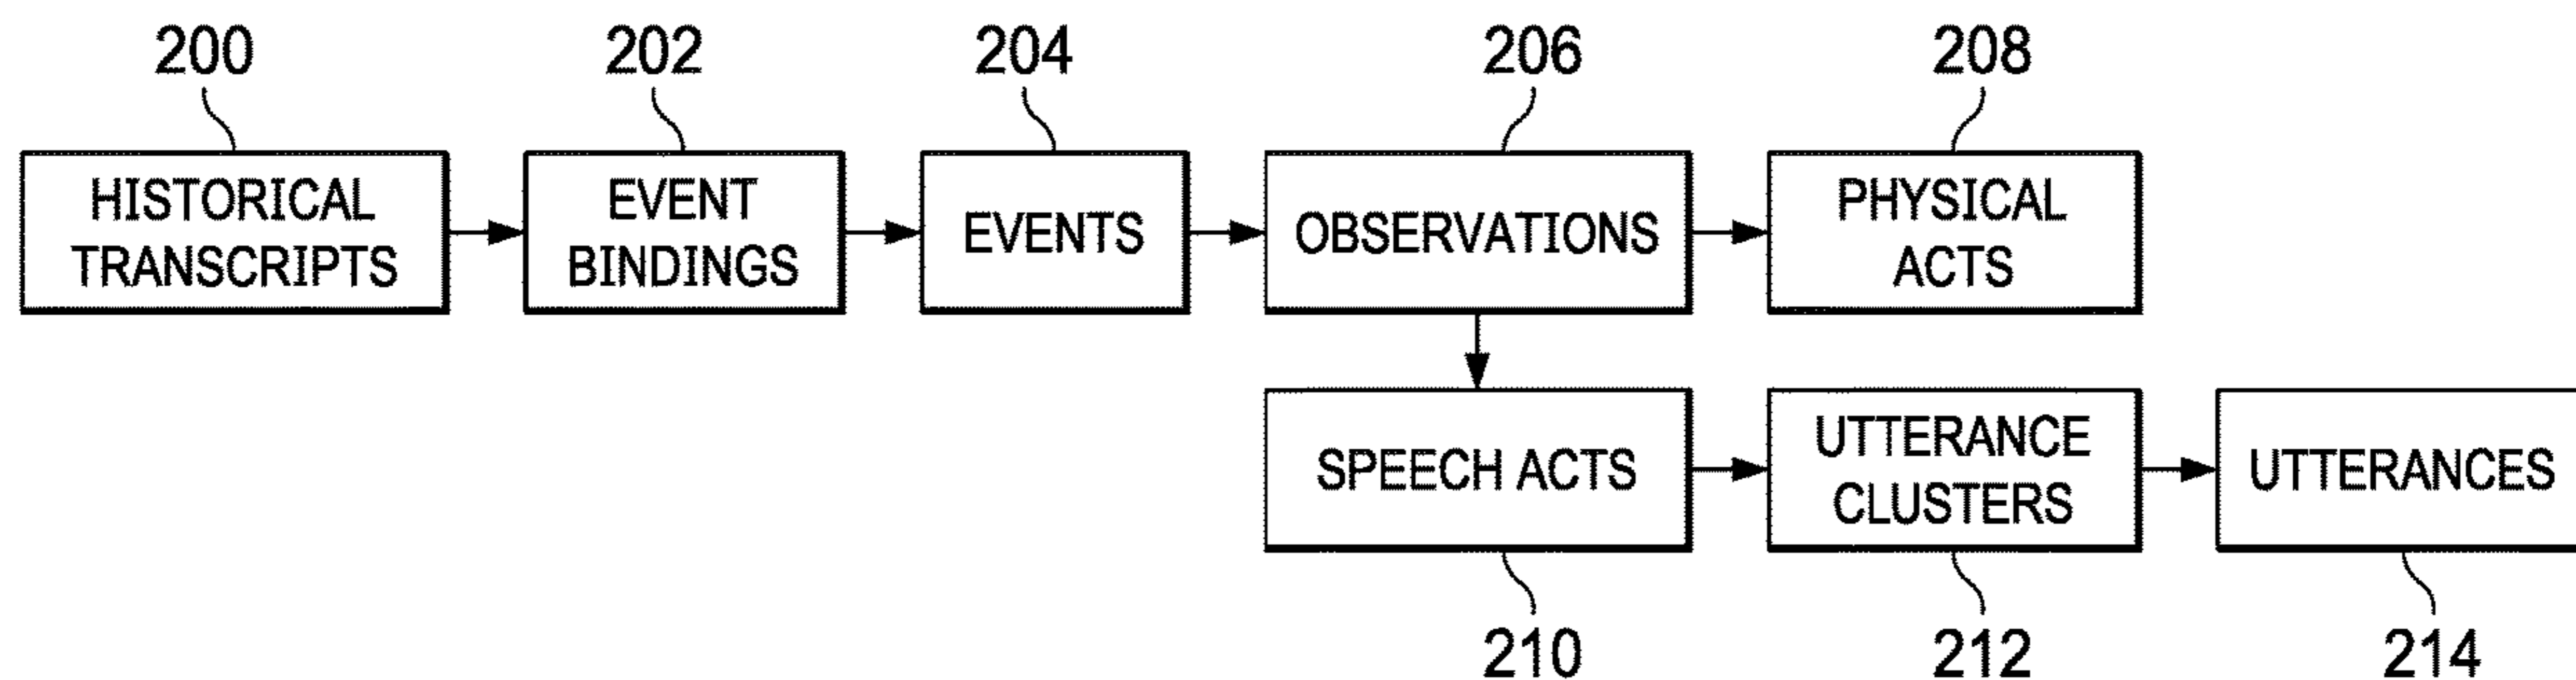 200
202
204
206
208
HISTORICAL
TRANSCRIPTS
EVENT
BINDINGS
EVENTS
OBSERVATIONS
PHYSICAL
ACTS
SPEECH ACTS
UTTERANCE
CLUSTERS
UTTERANCES
210
212
214